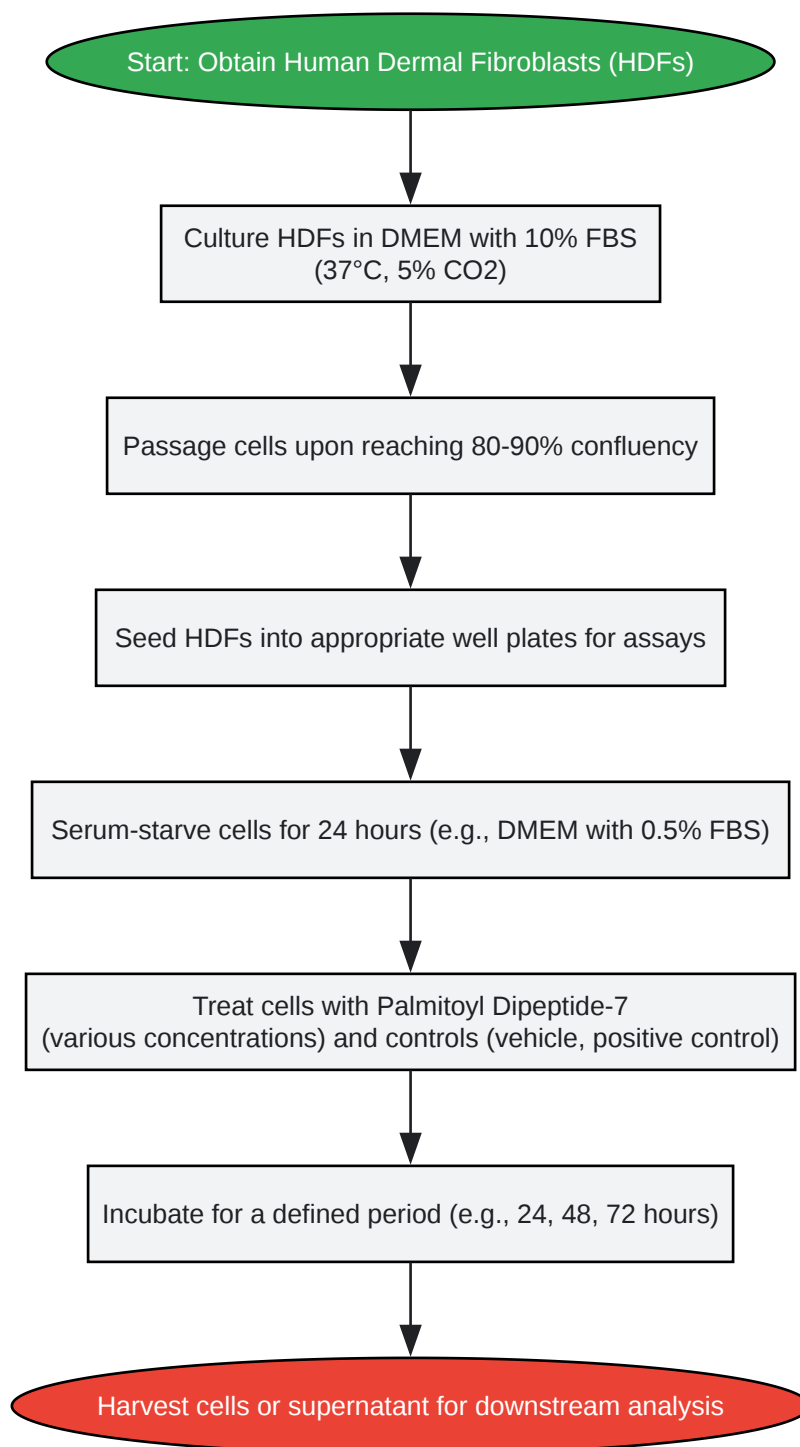 Start: Obtain Human Dermal Fibroblasts (HDFs)
Culture HDFs in DMEM with 10% FBS
(37°C, 5% CO2)
Passage cells upon reaching 80-90% confluency
Seed HDFs into appropriate well plates for assays
Serum-starve cells for 24 hours (e.g., DMEM with 0.5% FBS)
Treat cells with Palmitoyl Dipeptide-7
(various concentrations) and controls (vehicle, positive control)
Incubate for a defined period (e.g., 24, 48, 72 hours)
Harvest cells or supernatant for downstream analysis